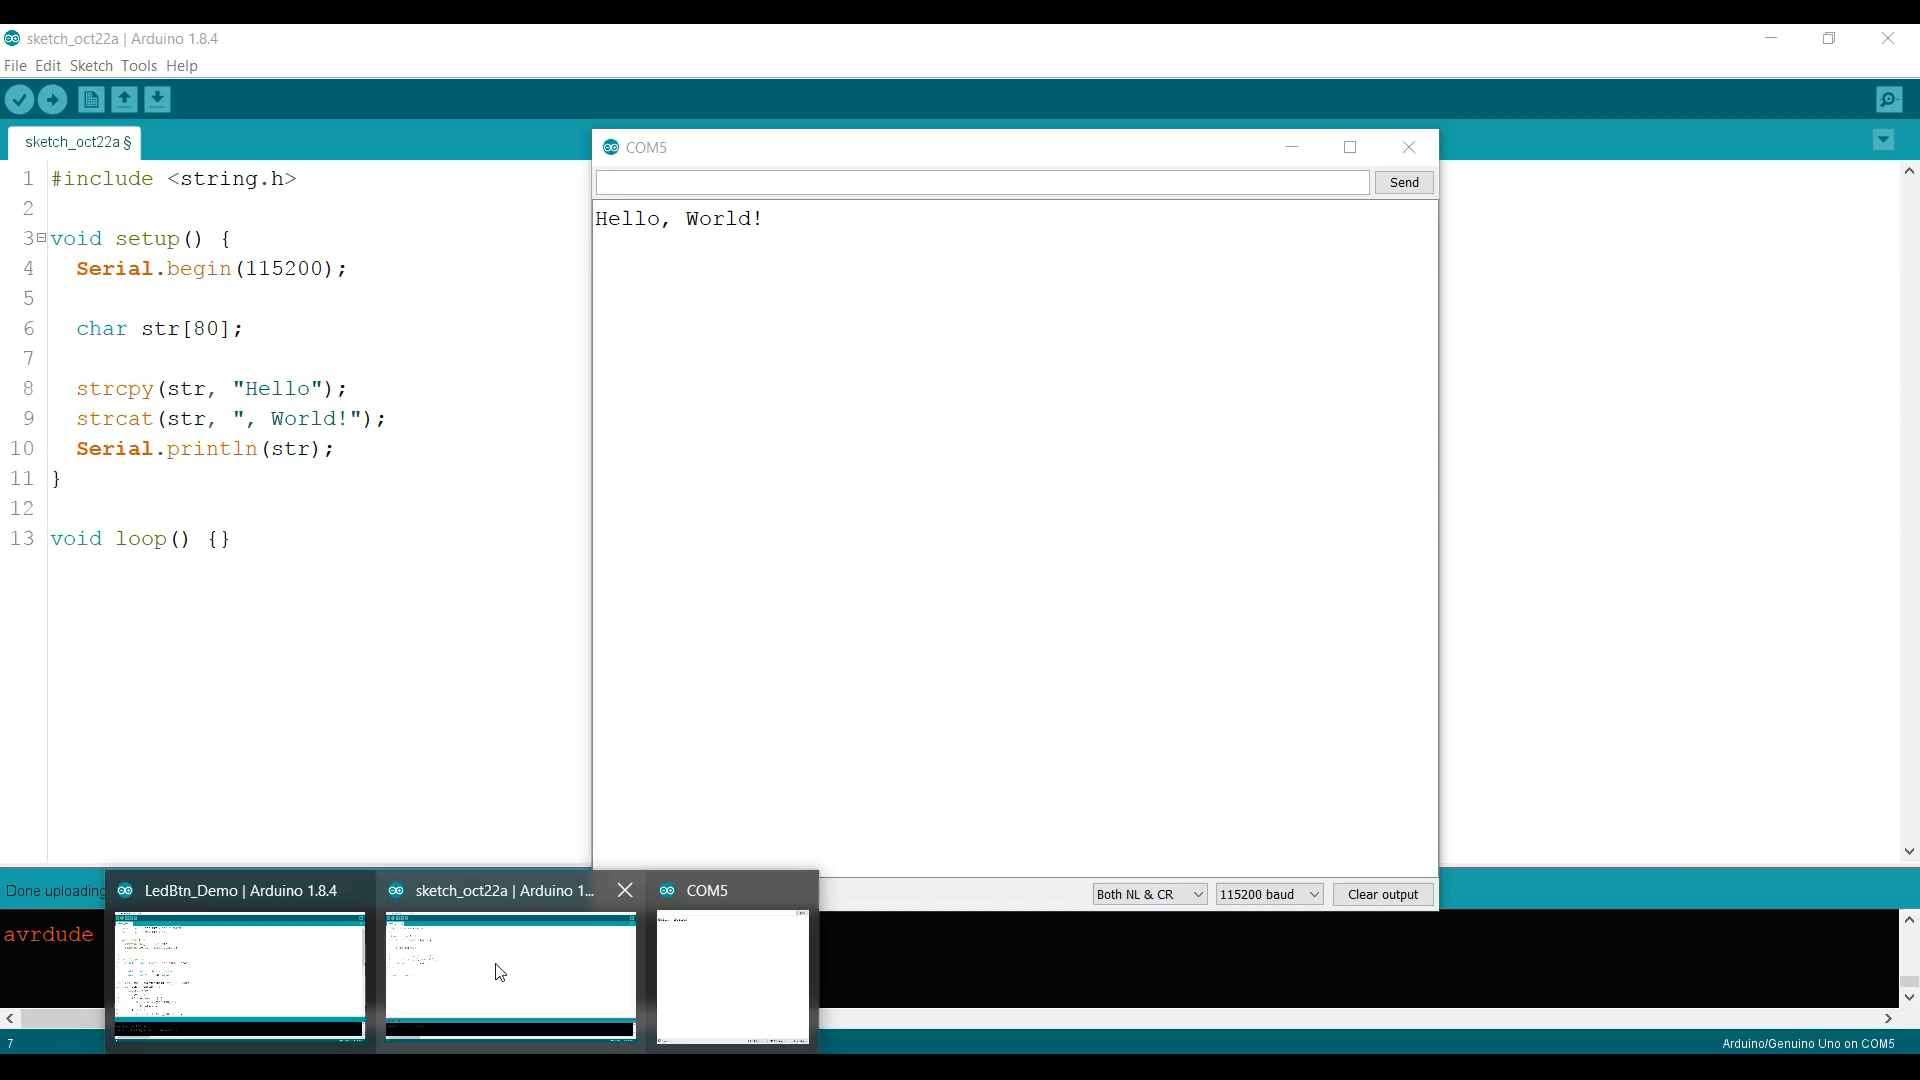 sketch_oct22a | Arduino 1.8.4
File Edit Sketch Tools Help
sketch_oct22a §
1 #include <string.h>
2
3 void setup() {
4 Serial.begin(115200);
5
6 char str[80];
7
8 strcpy(str, "Hello");
9 strcat(str, ", World!");
10 Serial.println(str);
11 }
12
13 void loop() {}
COM5
Send
Hello, World!
Both NL & CR 115200 baud Clear output
Done uploading
avrdude
LedBtn_Demo | Arduino 1.8.4
sketch_oct22a | Arduino 1...
COM5
7
Arduino/Genuino Uno on COM5